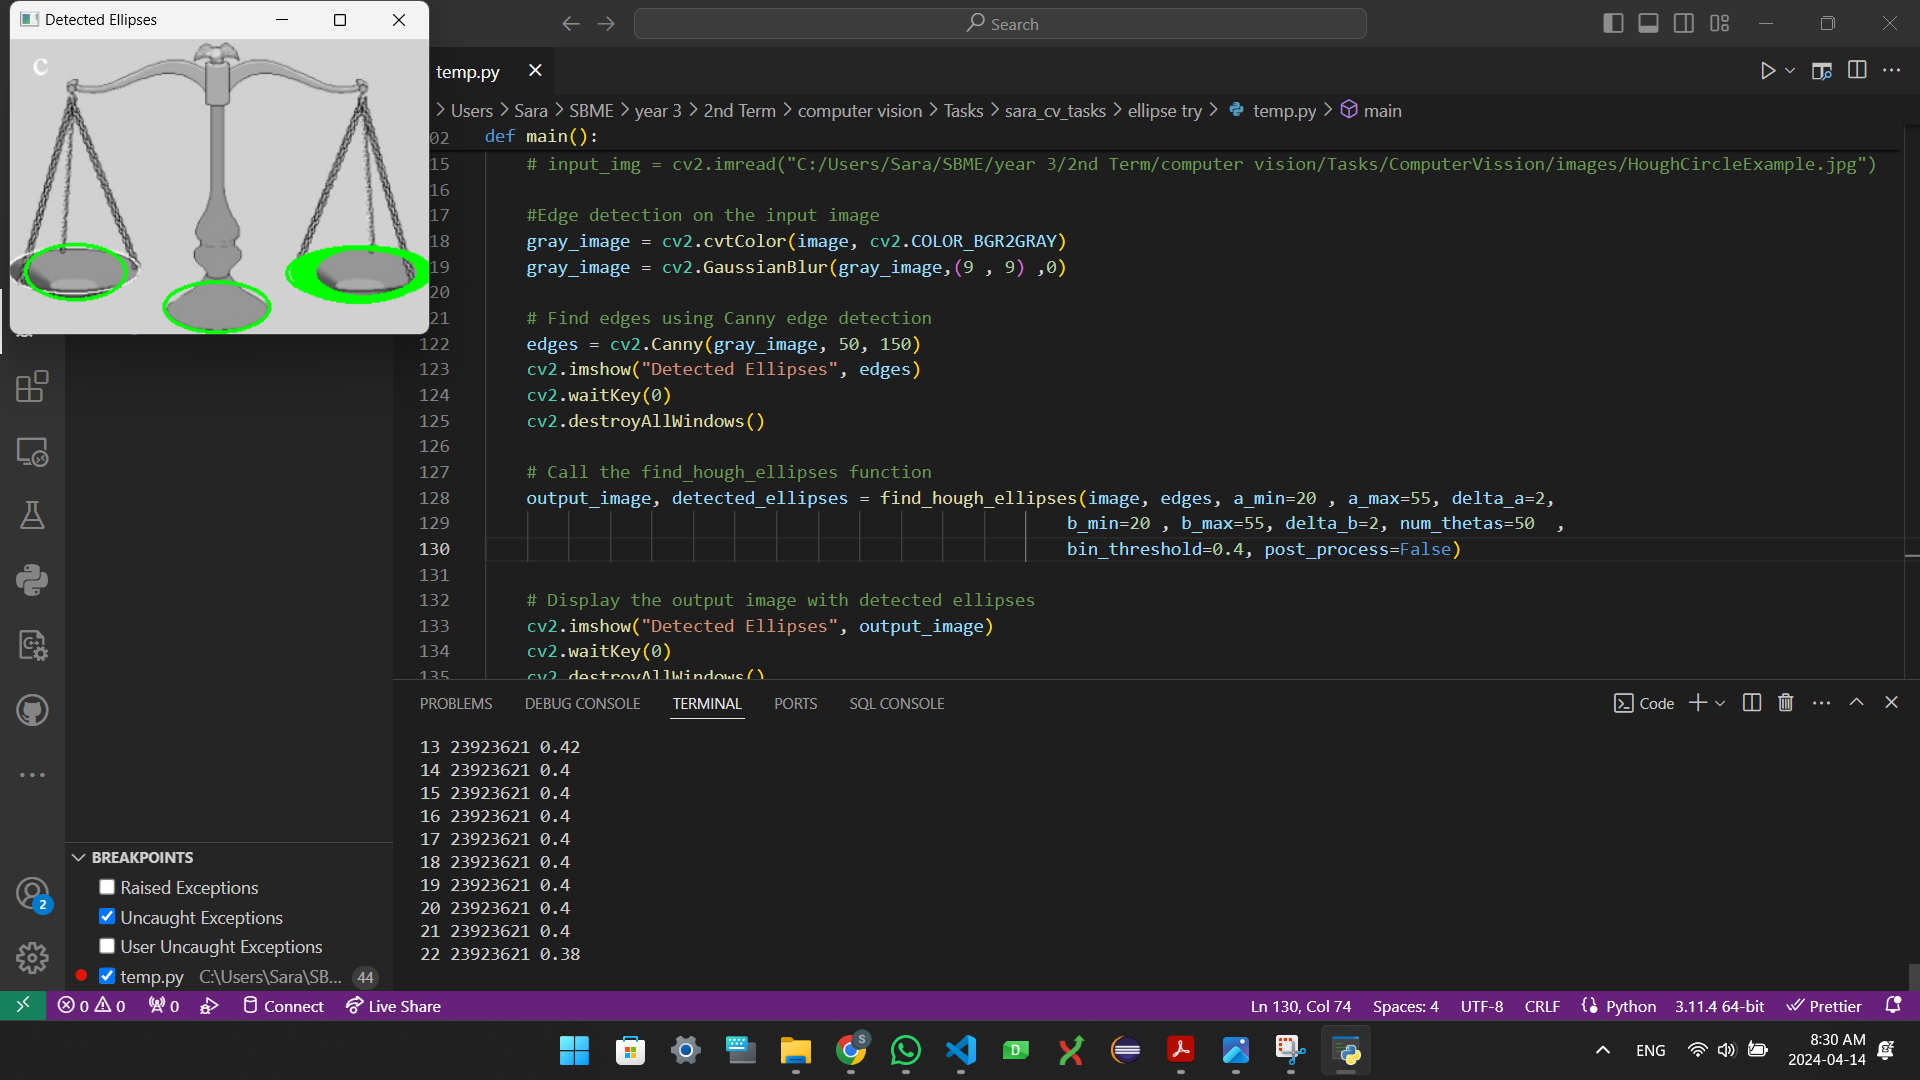 Detected Ellipses
C
Search
temp.py
Users > Sara > SBME > year 3 > 2nd Term > computer vision > Tasks > sara_cv_tasks > ellipse try > temp.py > main
02 def main():
15 # input_img = cv2.imread("C:/Users/Sara/SBME/year 3/2nd Term/computer vision/Tasks/ComputerVission/images/HoughCircleExample.jpg")
16
17 #Edge detection on the input image
18 gray_image = cv2.cvtColor(image, cv2.COLOR_BGR2GRAY)
19 gray_image = cv2.GaussianBlur(gray_image,(9 , 9) ,0)
20
21 # Find edges using Canny edge detection
122 edges = cv2.Canny(gray_image, 50, 150)
123 cv2.imshow("Detected Ellipses", edges)
124 cv2.waitKey(0)
125 cv2.destroyAllWindows()
126
127 # Call the find_hough_ellipses function
128 output_image, detected_ellipses = find_hough_ellipses(image, edges, a_min=20 , a_max=55, delta_a=2,
129 b_min=20 , b_max=55, delta_b=2, num_thetas=50 ,
130 bin_threshold=0.4, post_process=False)
131
132 # Display the output image with detected ellipses
133 cv2.imshow("Detected Ellipses", output_image)
134 cv2.waitKey(0)
135 cv2.destroyAllWindows()
PROBLEMS DEBUG CONSOLE TERMINAL PORTS SQL CONSOLE Code
13 23923621 0.42
14 23923621 0.4
15 23923621 0.4
16 23923621 0.4
17 23923621 0.4
18 23923621 0.4
19 23923621 0.4
20 23923621 0.4
21 23923621 0.4
22 23923621 0.38
BREAKPOINTS
Raised Exceptions
Uncaught Exceptions
User Uncaught Exceptions
temp.py C:\Users\Sara\SB... 44
2
0 0 0 Connect Live Share Ln 130, Col 74 Spaces: 4 UTF-8 CRLF Python 3.11.4 64-bit Prettier
S
D
ENG
8:30 AM
2024-04-14